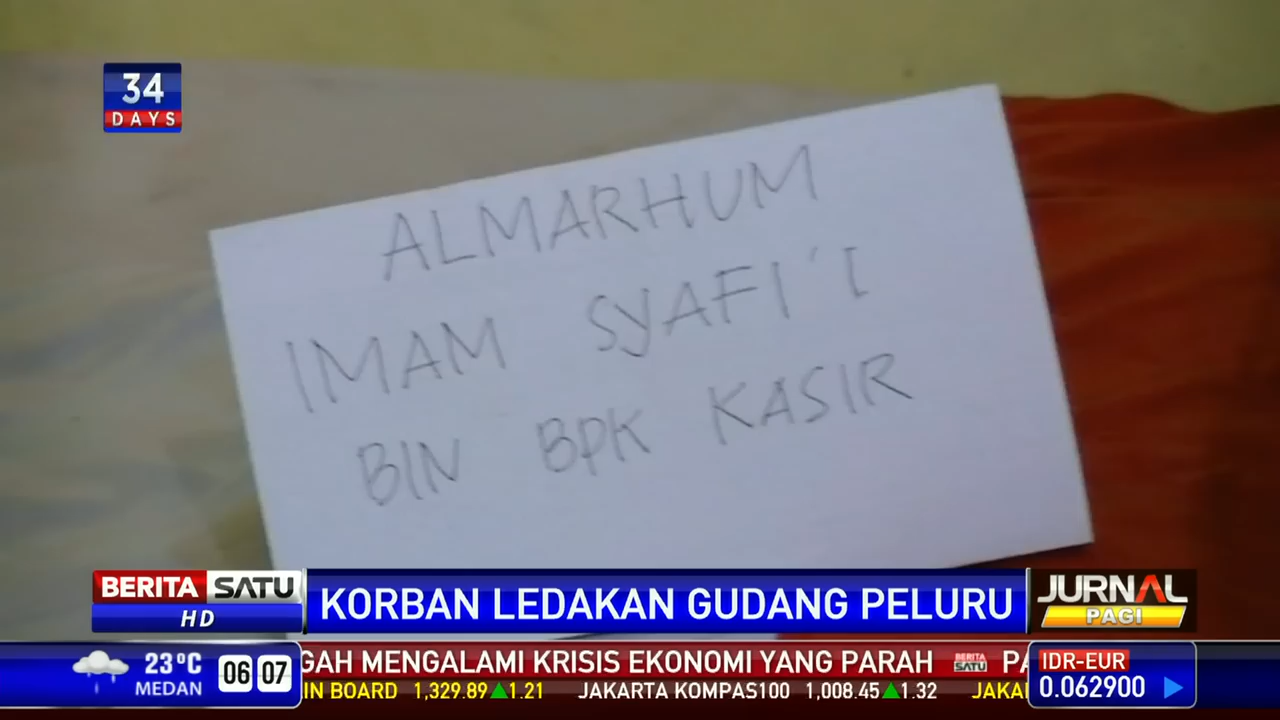 34
DAYS
ALMARHUM
IMAM SYAFI'I
BIN BPK KASIR
BERITA SATU
HD
KORBAN LEDAKAN GUDANG PELURU
JURNAL
PAGI
23°C
MEDAN
06 07
GAH MENGALAMI KRISIS EKONOMI YANG PARAH BERITA SATU PA
IN BOARD 1,329.89 ▲ 1.21 JAKARTA KOMPAS100 1,008.45 ▲ 1.32 JAKA
IDR-EUR
0.062900